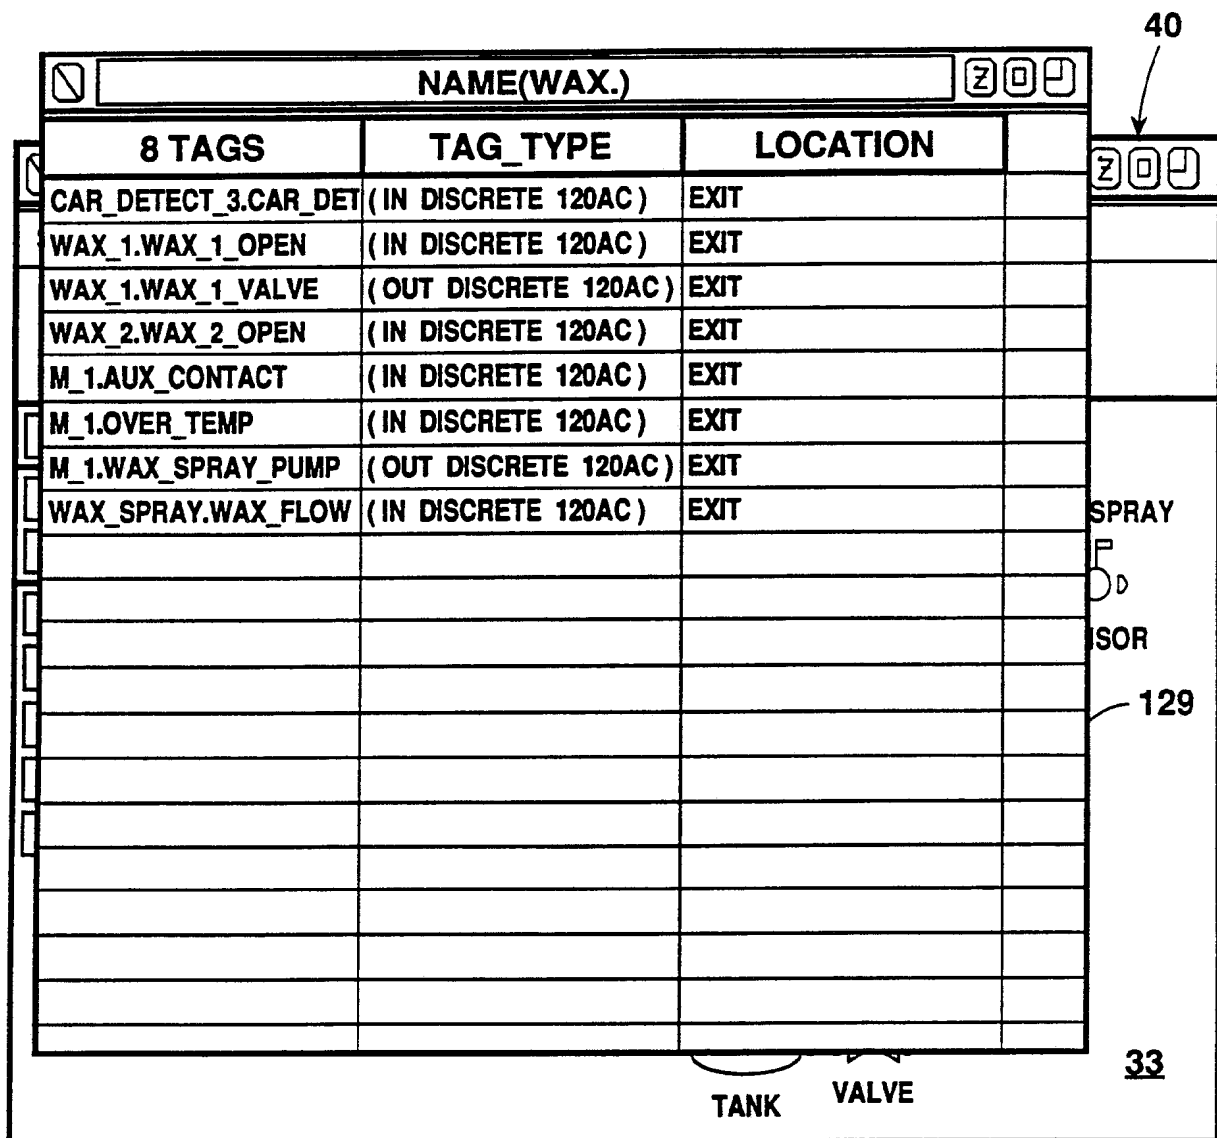 40
NAME(WAX.)
Z
8 TAGS TAG_TYPE LOCATION
Z
CAR_DETECT_3.CAR_DET (IN DISCRETE 120AC) EXIT
WAX_1.WAX_1_OPEN (IN DISCRETE 120AC) EXIT
WAX_1.WAX_1_VALVE (OUT DISCRETE 120AC) EXIT
WAX_2.WAX_2_OPEN (IN DISCRETE 120AC) EXIT
M_1.AUX_CONTACT (IN DISCRETE 120AC) EXIT
M_1.OVER_TEMP (IN DISCRETE 120AC) EXIT
M_1.WAX_SPRAY_PUMP (OUT DISCRETE 120AC) EXIT
WAX_SPRAY.WAX_FLOW (IN DISCRETE 120AC) EXIT
SPRAY
ISOR
129
33
TANK VALVE